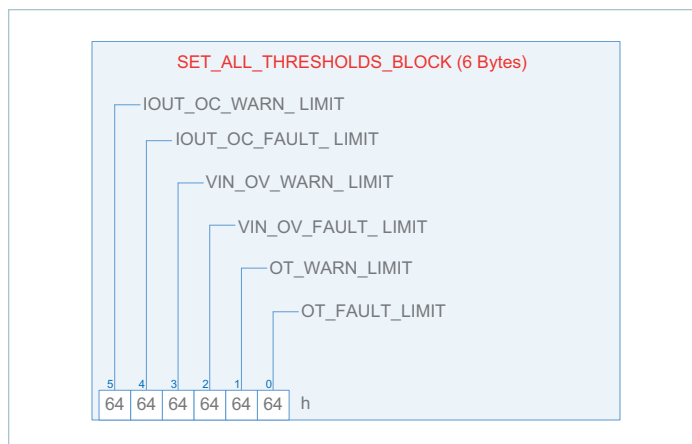 SET_ALL_THRESHOLDS_BLOCK (6 Bytes)
IOUT_OC_WARN_ LIMIT
IOUT_OC_FAULT_ LIMIT
VIN_OV_WARN_ LIMIT
VIN_OV_FAULT_ LIMIT
OT_WARN_LIMIT
OT_FAULT_LIMIT
5 4 3 2 1 0
64 64 64 64 64 64 h